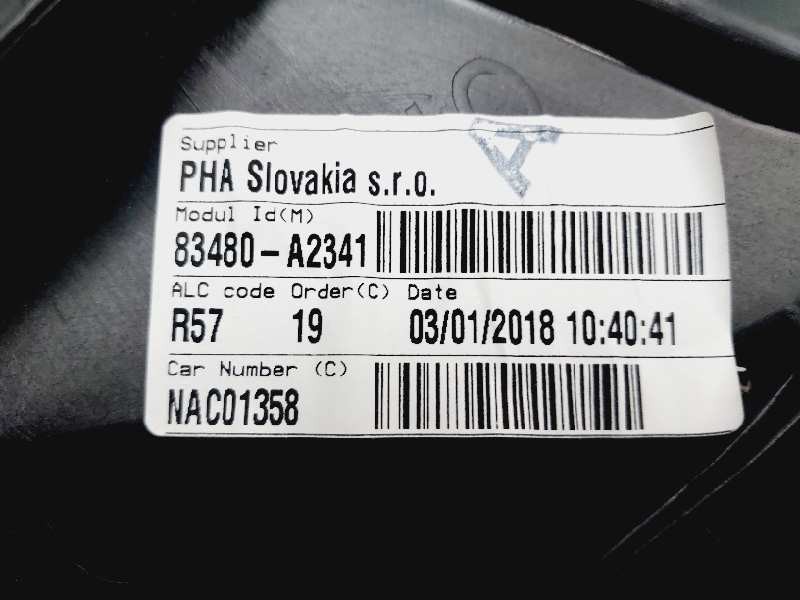 Supplier
PHA Slovakia s.r.o.
Modul Id(M)
83480-A2341
ALC code Order(C) Date
R57 19 03/01/2018 10:40:41
Car Number (C)
NAC01358
A